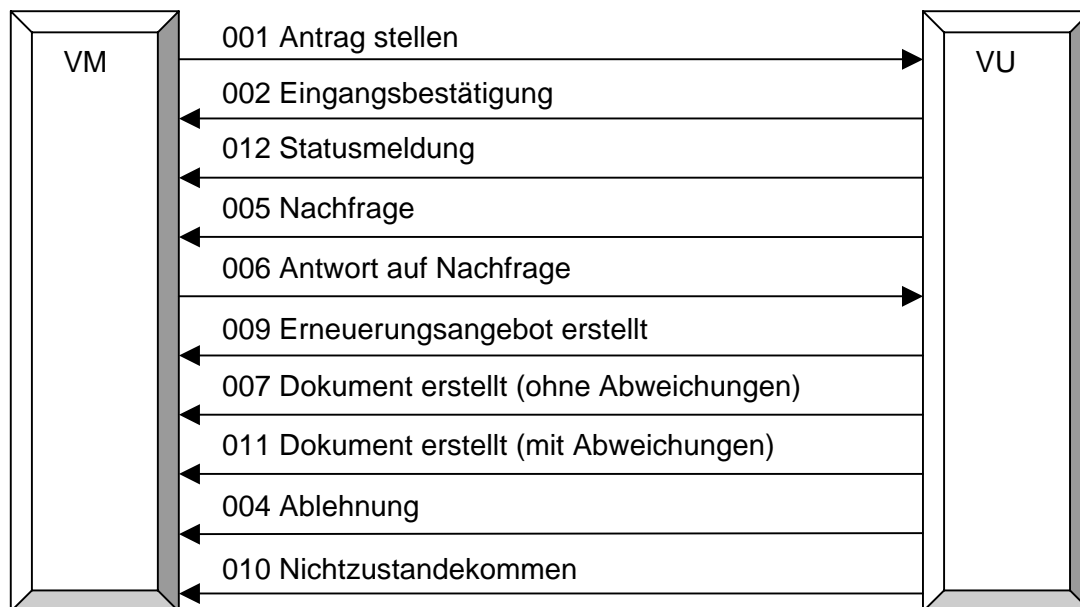 VM
VU
001 Antrag stellen
002 Eingangsbestätigung
012 Statusmeldung
005 Nachfrage
006 Antwort auf Nachfrage
009 Erneuerungsangebot erstellt
007 Dokument erstellt (ohne Abweichungen)
011 Dokument erstellt (mit Abweichungen)
004 Ablehnung
010 Nichtzustandekommen